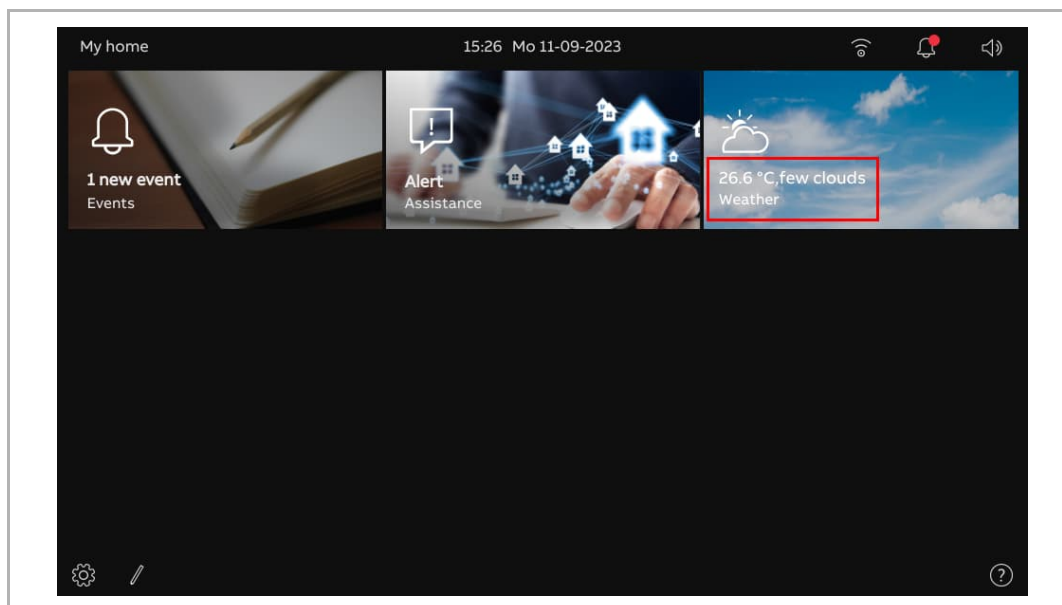 My home
15:26 Mo 11-09-2023
1 new event
Events
Alert
Assistance
26.6 °C,few clouds
Weather